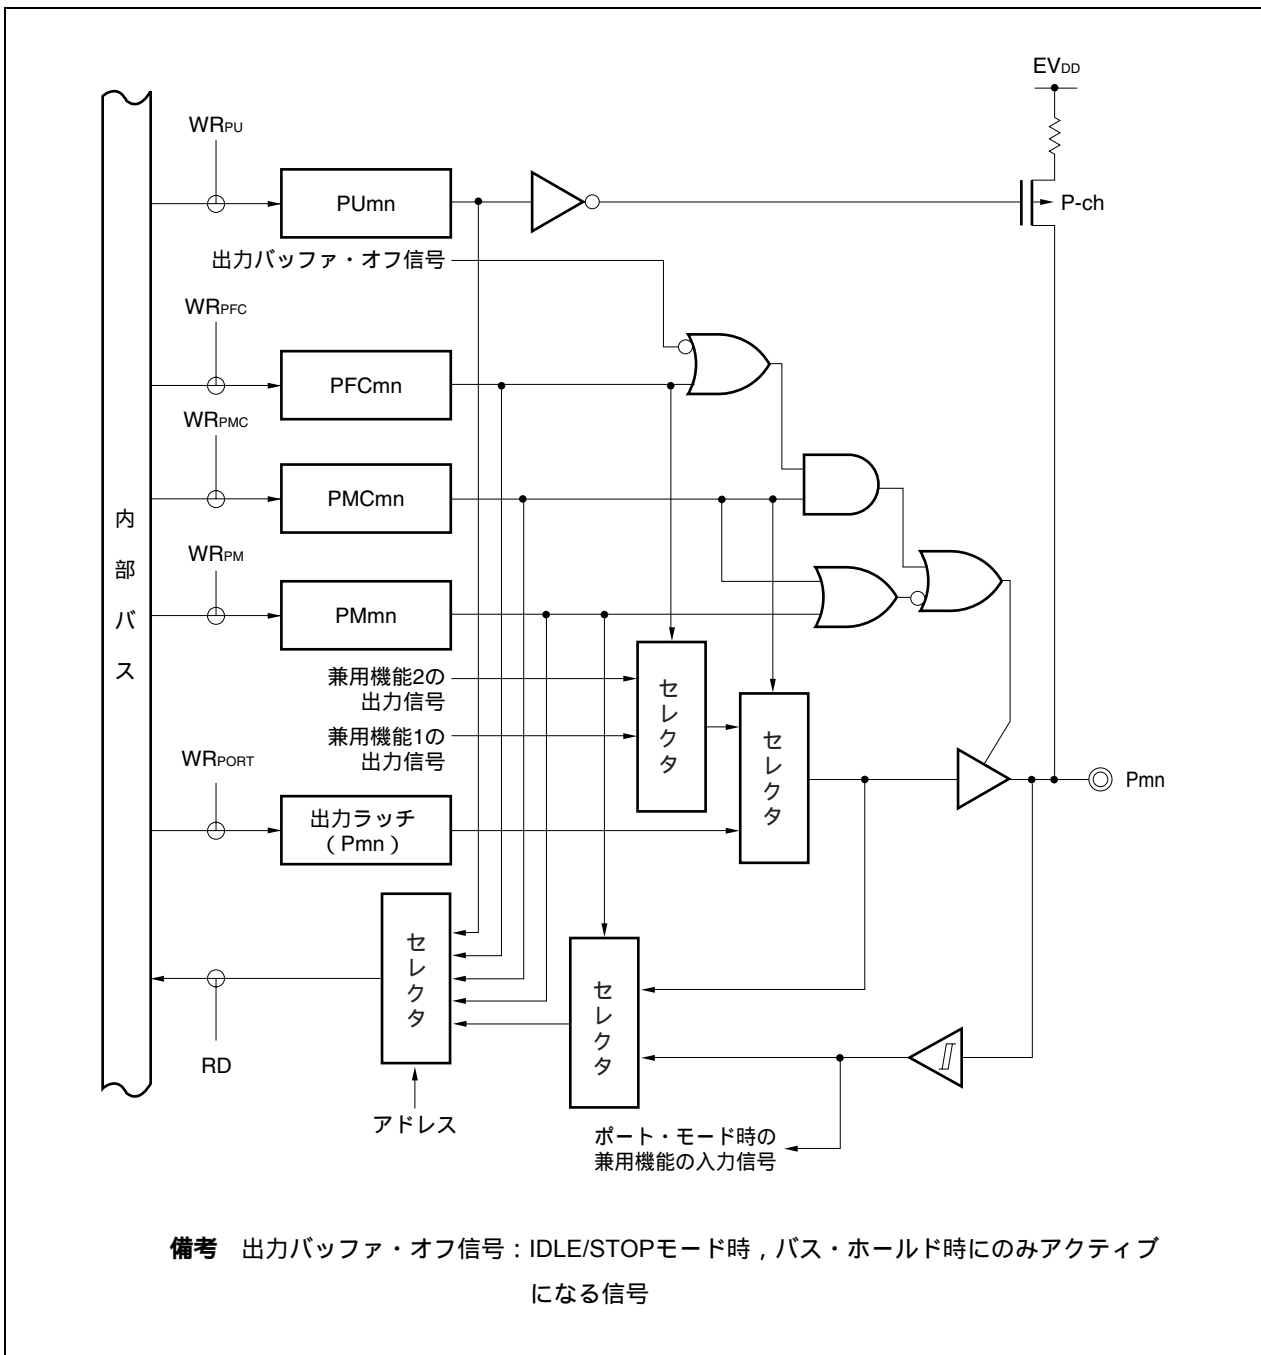 EVDD
WRPU
PUmn
P-ch
出力バッファ・オフ信号
WRPFC
PFCmn
WRPMC
PMCmn
内部バス
WRPM
PMmn
兼用機能2の
出力信号
兼用機能1の
出力信号
セレクタ
セレクタ
WRPORT
出力ラッチ
(Pmn)
Pmn
セレクタ
セレクタ
RD
アドレス
ポート・モード時の
兼用機能の入力信号
備考 出力バッファ・オフ信号：IDLE/STOPモード時，バス・ホールド時にのみアクティブ
になる信号